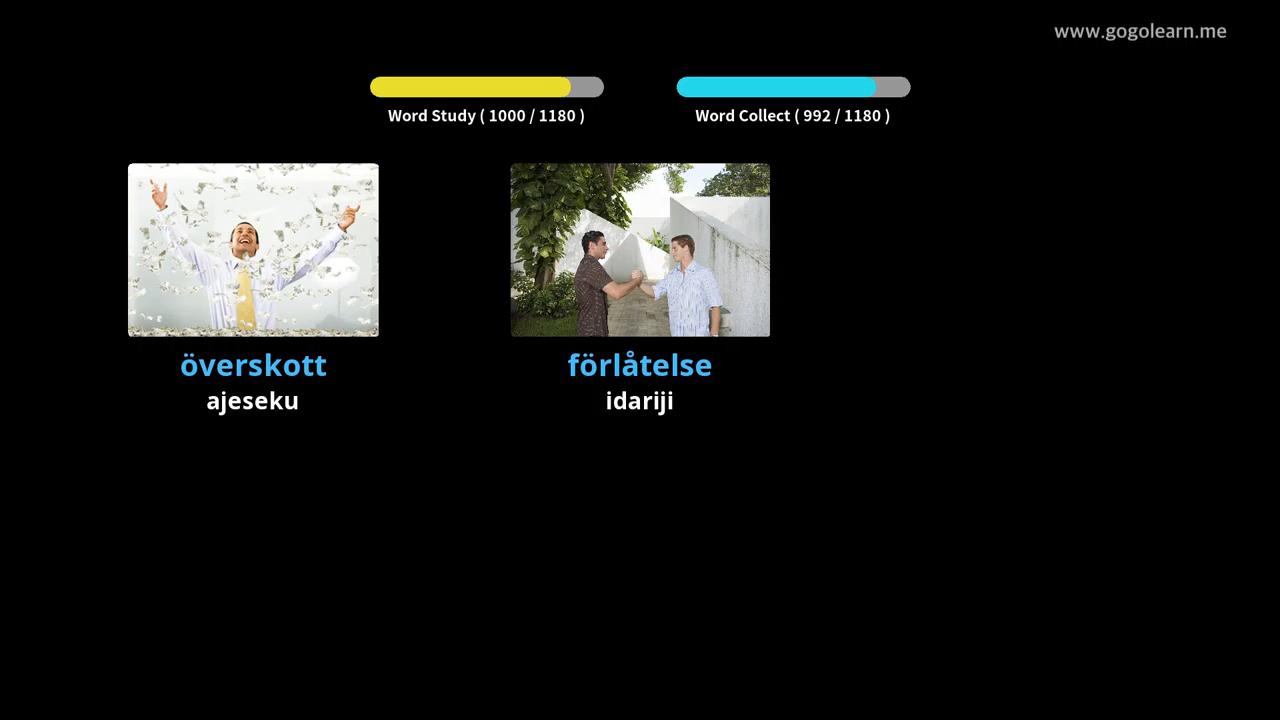 www.gogolearn.me
Word Study ( 1000 / 1180 )
Word Collect ( 992 / 1180 )
överskott
ajeseku
förlåtelse
idariji